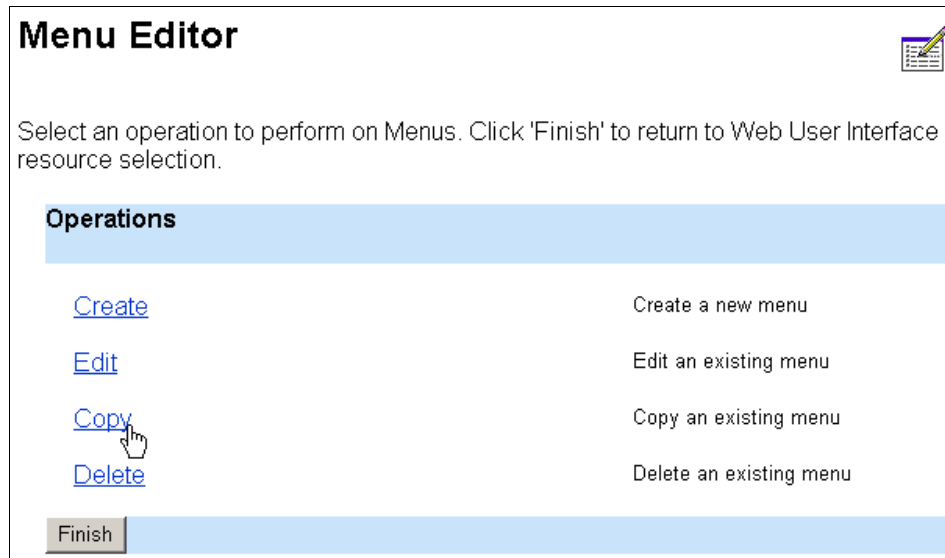 Menu Editor
Select an operation to perform on Menus. Click 'Finish' to return to Web User Interface
resource selection.
Operations
Create Create a new menu
Edit Edit an existing menu
Copy Copy an existing menu
Delete Delete an existing menu
Finish